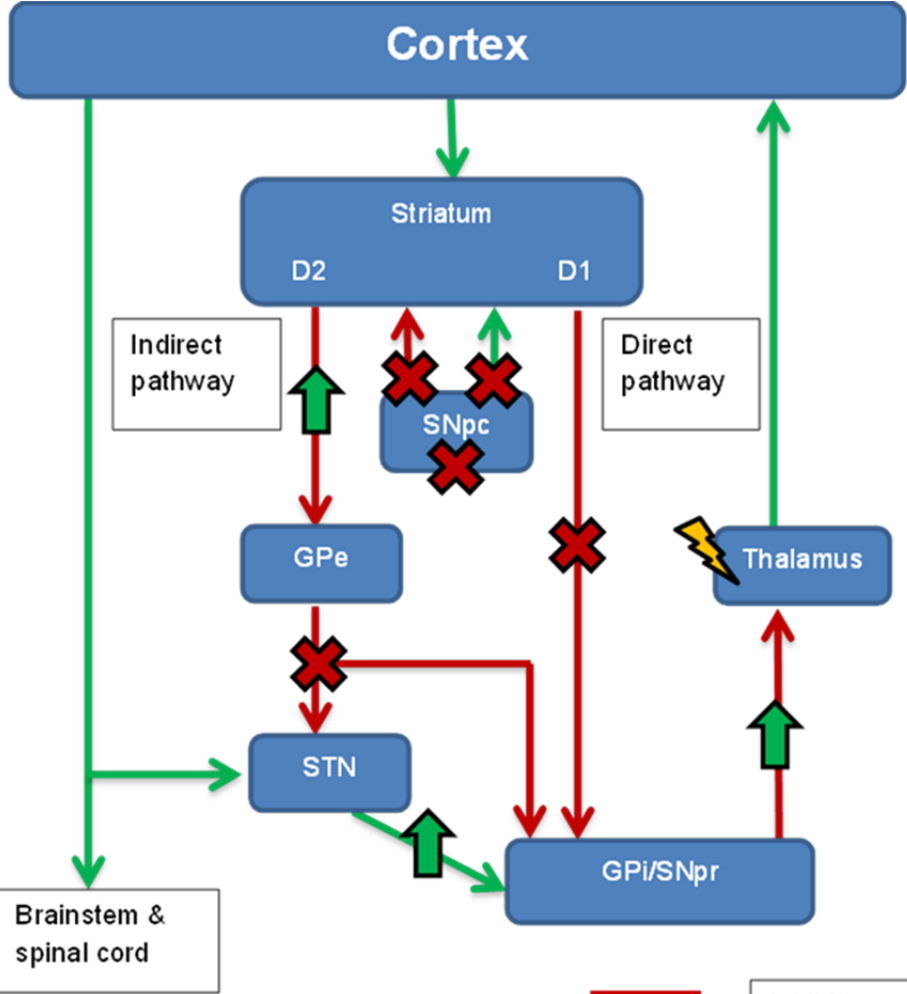 Cortex
Striatum
D2 D1
Indirect
pathway
Direct
pathway
SNpc
GPe
Thalamus
STN
GPi/SNpr
Brainstem &
spinal cord